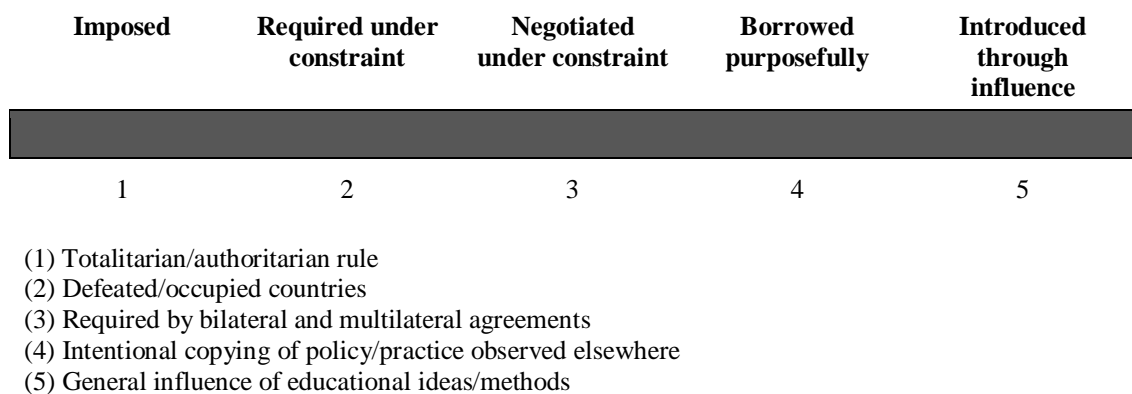 Imposed Required under Negotiated Borrowed Introduced
constraint under constraint purposefully through
influence
1 2 3 4 5
(1) Totalitarian/authoritarian rule
(2) Defeated/occupied countries
(3) Required by bilateral and multilateral agreements
(4) Intentional copying of policy/practice observed elsewhere
(5) General influence of educational ideas/methods